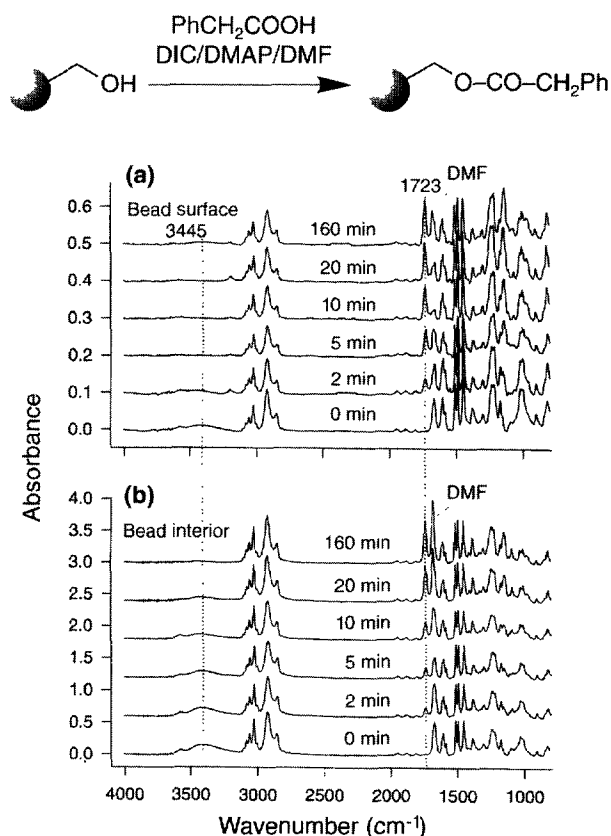 PhCH₂COOH
DIC/DMAP/DMF
OH
O-CO-CH₂Ph
(a)
1723
DMF
Bead surface
3445
160 min
20 min
10 min
5 min
2 min
0 min
0.6
0.5
0.4
0.3
0.2
0.1
0.0
Absorbance
(b)
DMF
Bead interior
160 min
20 min
10 min
5 min
2 min
0 min
4.0
3.5
3.0
2.5
2.0
1.5
1.0
0.5
0.0
4000 3500 3000 2500 2000 1500 1000
Wavenumber (cm⁻¹)